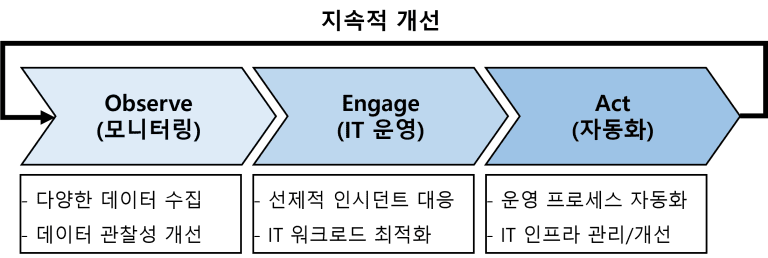 지속적 개선
Observe
(모니터링)
Engage
(IT 운영)
Act
(자동화)
- 다양한 데이터 수집
- 데이터 관찰성 개선
- 선제적 인시던트 대응
- IT 워크로드 최적화
- 운영 프로세스 자동화
- IT 인프라 관리/개선